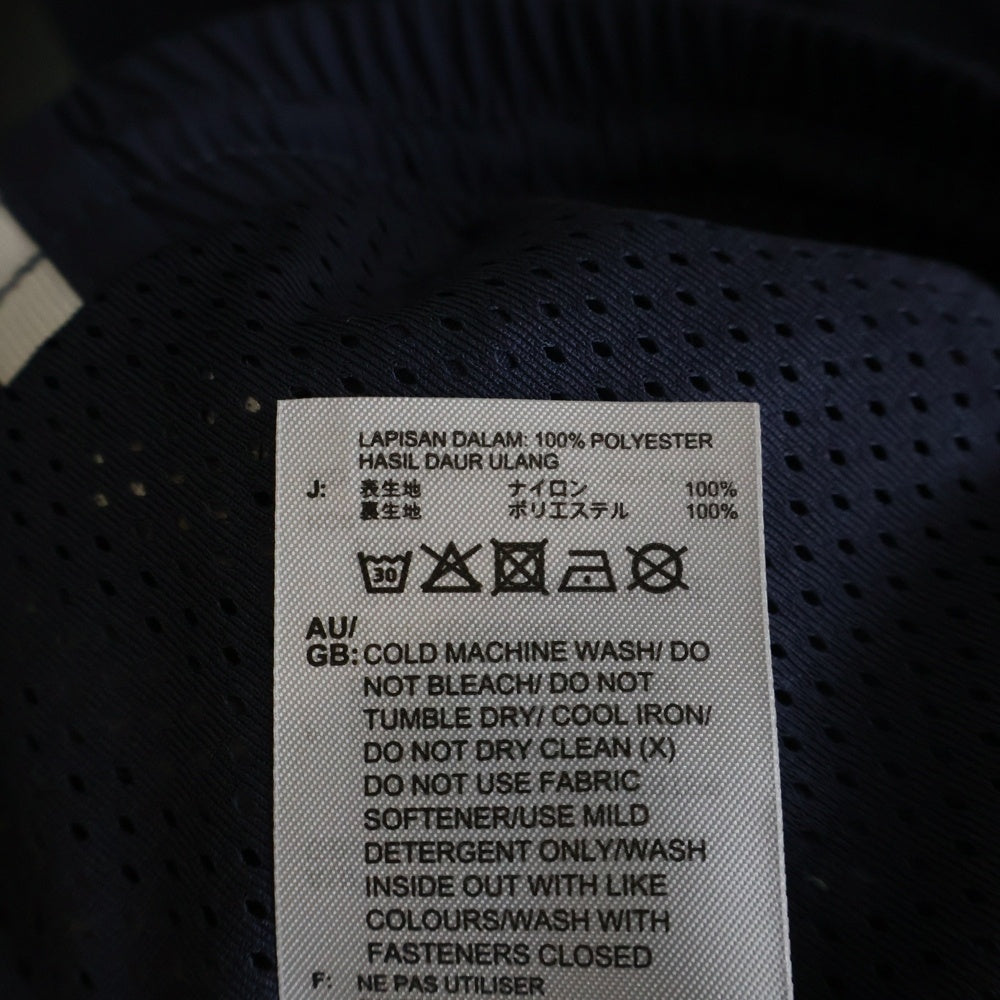 LAPISAN DALAM: 100% POLYESTER
HASIL DAUR ULANG
J: 表生地 ナイロン 100%
裏生地 ポリエステル 100%
30
AU/
GB: COLD MACHINE WASH/ DO
NOT BLEACH/ DO NOT
TUMBLE DRY/ COOL IRON/
DO NOT DRY CLEAN (X)
DO NOT USE FABRIC
SOFTENER/USE MILD
DETERGENT ONLY/WASH
INSIDE OUT WITH LIKE
COLOURS/WASH WITH
FASTENERS CLOSED
F: NE PAS UTILISER